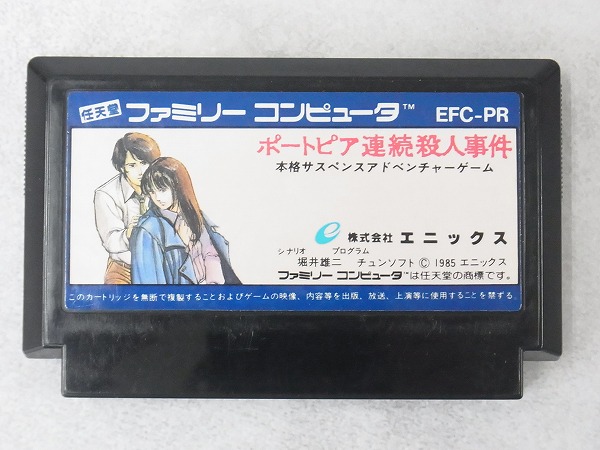 任天堂 ファミリー コンピュータ™ EFC-PR
ポートピア連続殺人事件
本格サスペンスアドベンチャーゲーム
e 株式会社 エニックス
シナリオ プログラム
堀井雄二 チュンソフト © 1985 エニックス
ファミリー コンピュータは任天堂の商標です。
このカートリッジを無断で複製することおよびゲームの映像、内容等を出版、放送、上演等に使用することを禁ずる。